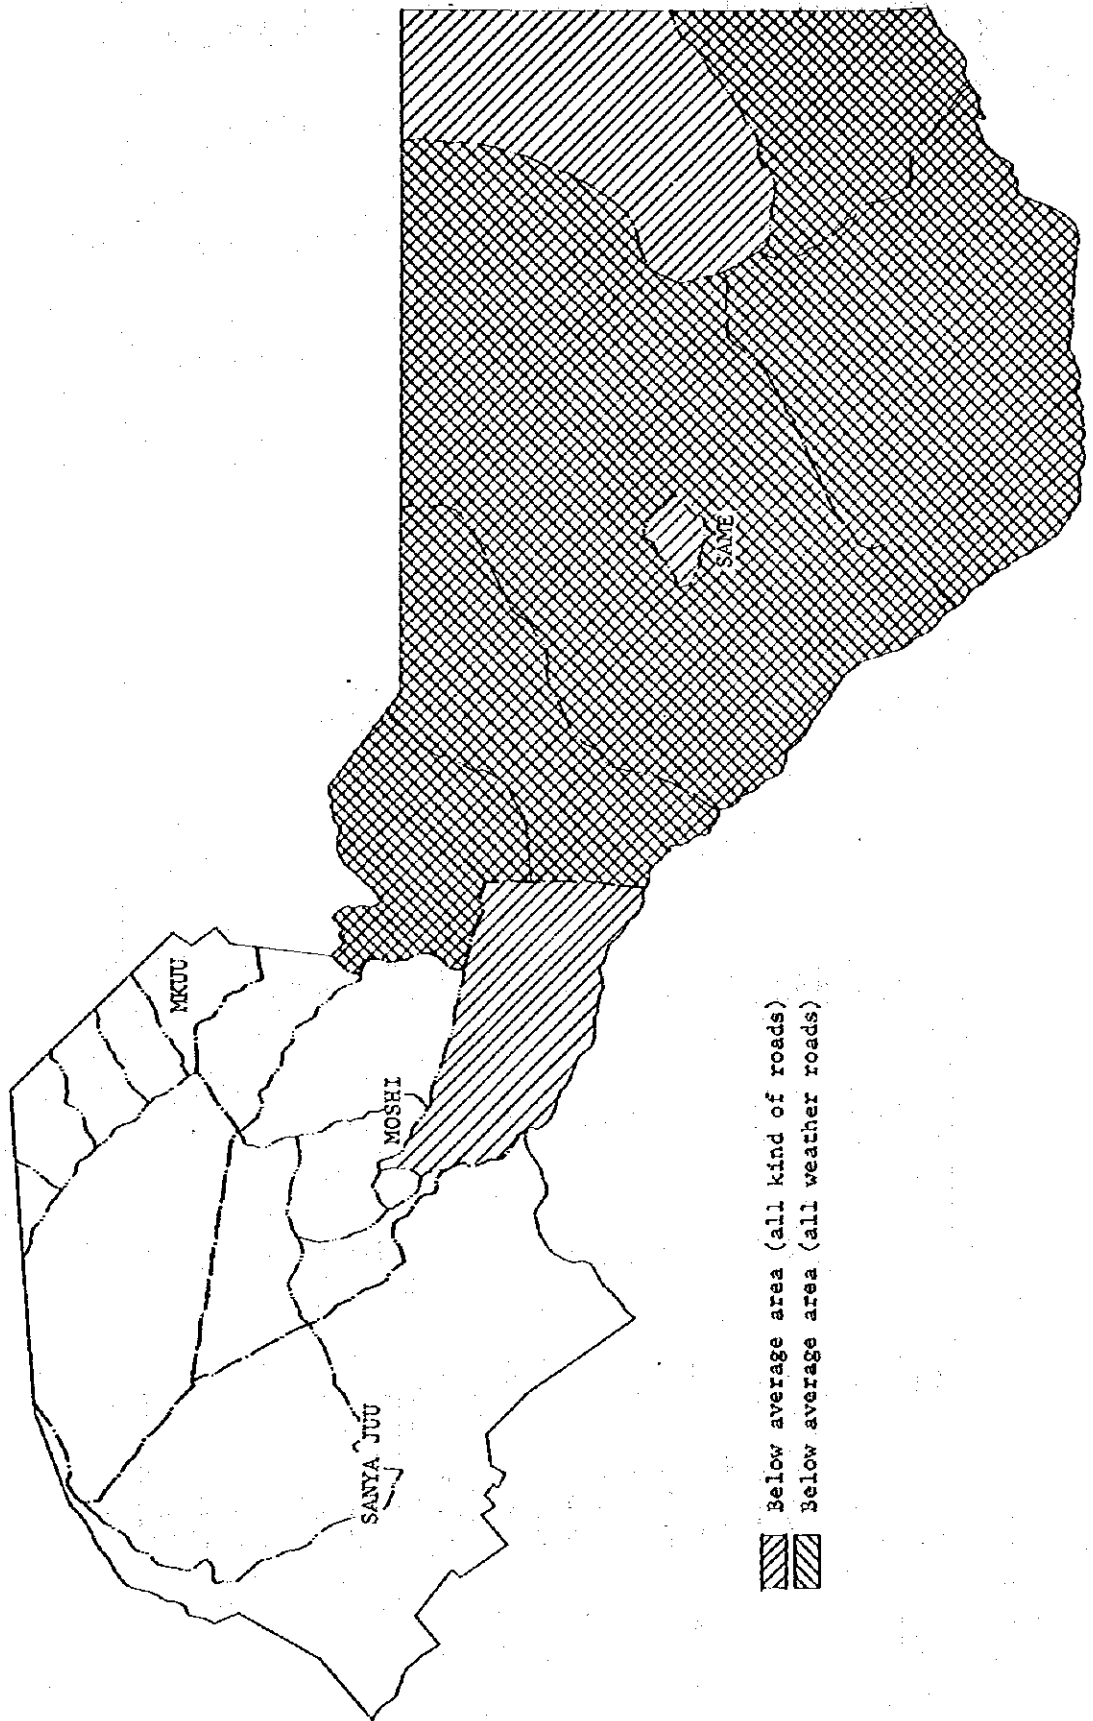 MKUU
MOSHI
SANYA JUU
SAME
Below average area (all kind of roads)
Below average area (all weather roads)